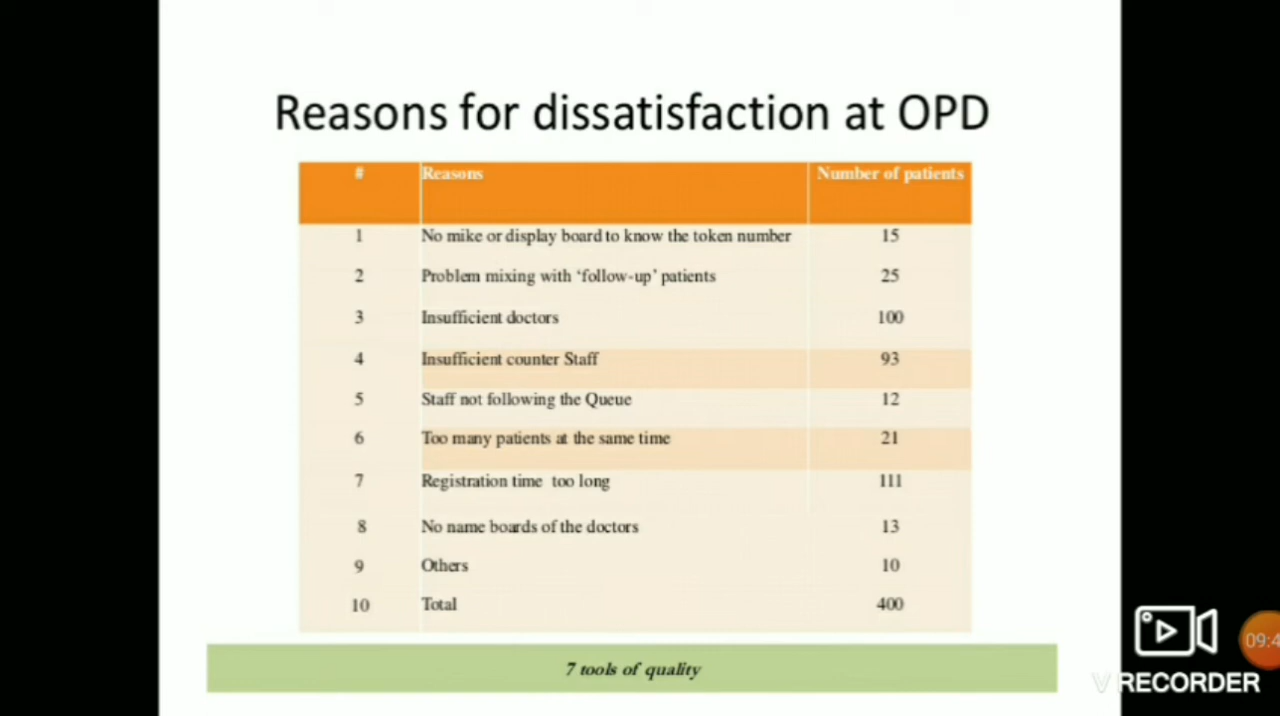 Reasons for dissatisfaction at OPD
# Reasons Number of patients
1 No mike or display board to know the token number 15
2 Problem mixing with ‘follow-up’ patients 25
3 Insufficient doctors 100
4 Insufficient counter Staff 93
5 Staff not following the Queue 12
6 Too many patients at the same time 21
7 Registration time too long 111
8 No name boards of the doctors 13
9 Others 10
10 Total 400
7 tools of quality
09:4
V RECORDER